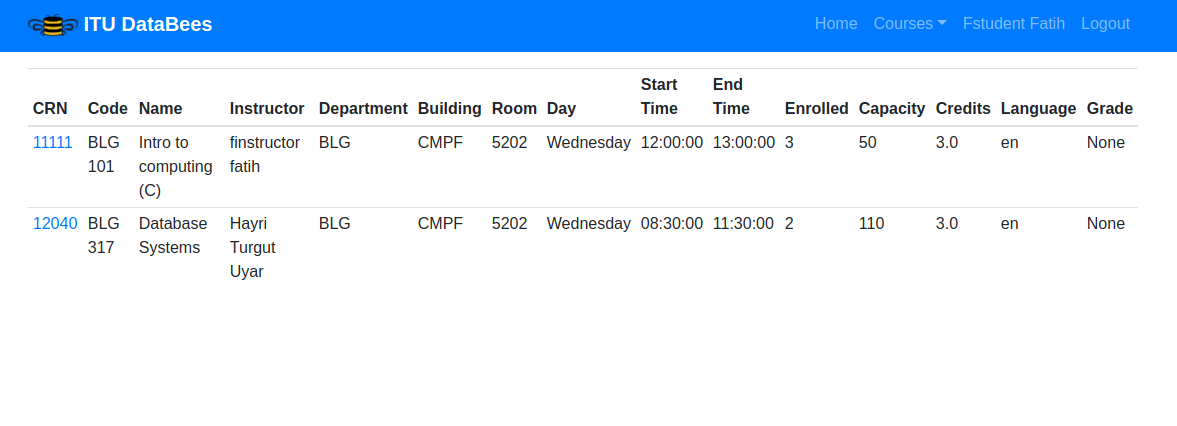 ITU DataBees Home Courses Fstudent Fatih Logout
Start End
CRN Code Name Instructor Department Building Room Day Time Time Enrolled Capacity Credits Language Grade
11111 BLG Intro to finstructor BLG CMPF 5202 Wednesday 12:00:00 13:00:00 3 50 3.0 en None
101 computing fatih
(C)
12040 BLG Database Hayri BLG CMPF 5202 Wednesday 08:30:00 11:30:00 2 110 3.0 en None
317 Systems Turgut
Uyar